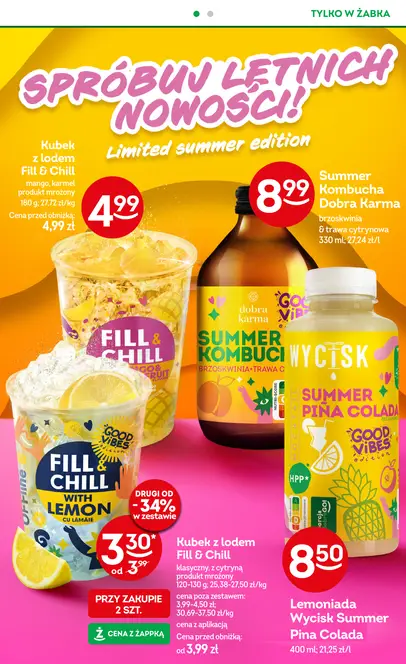 TYLKO W ŻABKA
SPRÓBUJ LETNICH
NOWOŚCI!
Limited summer edition
Kubek
z lodem
Fill & Chill
mango, karmel
produkt mrożony
180 g; 27,72 zł/kg
Cena przed obniżką:
4,99 zł
4.99
8.99
Summer
Kombucha
Dobra Karma
brzoskwinia
& trawa cytrynowa
330 ml; 27,24 zł/l
dobra
karma
GOOD
VIBES
SUMMER
KOMBUCH
BRZOSKWINIA•TRAWA C
FILL &
CHILL
WYCISK
SUMMER
PIÑA COLADA
GOOD
VIBES
edition
HPP*
GOOD
VIBES
FILL &
CHILL
WITH
LEMON
CU LAMÂIE
OFFline
DRUGI OD
-34%
w zestawie
3.30*
od 3.99
PRZY ZAKUPIE
2 SZT.
CENA Z ŻAPPKĄ
Kubek z lodem
Fill & Chill
klasyczny, z cytryną
produkt mrożony
120-130 g; 25,38-27,50 zł/kg
cena poza zestawem:
3,99-4,50 zł;
30,69-37,50 zł/kg
cena z aplikacją
Cena przed obniżką:
od 3,99 zł
8.50
Lemoniada
Wycisk Summer
Pina Colada
400 ml; 21,25 zł/l